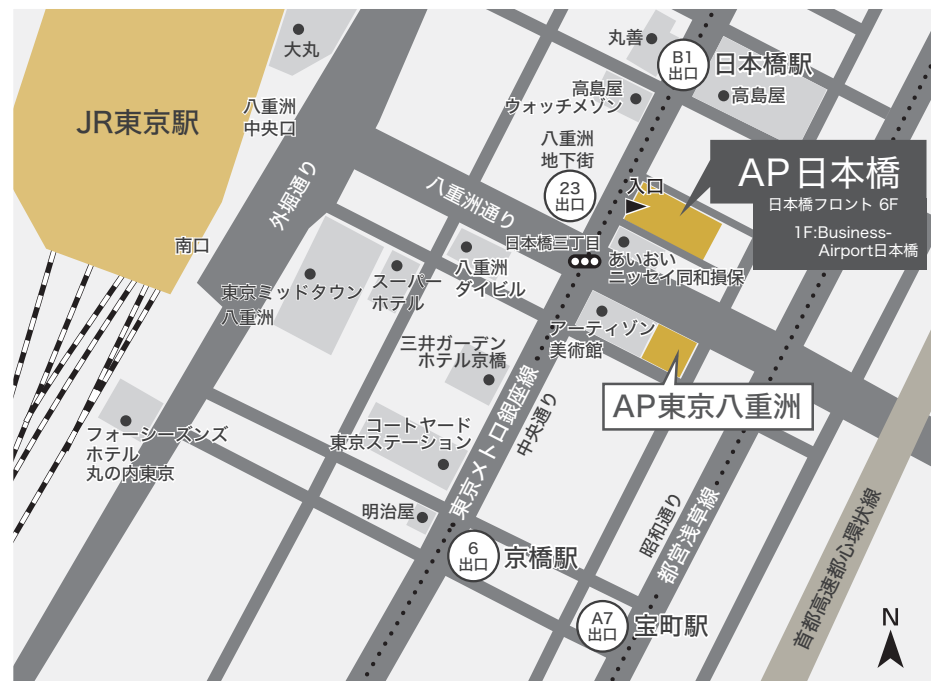 大丸
丸善
B1
出口
日本橋駅
高島屋
高島屋
ウォッチメゾン
JR東京駅
八重洲
中央口
八重洲
地下街
23
出口
入口
AP日本橋
日本橋フロント 6F
1F:Business-
Airport日本橋
外堀通り
八重洲通り
南口
日本橋三丁目
あいおい
ニッセイ同和損保
東京ミッドタウン
八重洲
スーパー
ホテル
八重洲
ダイビル
アーティゾン
美術館
三井ガーデン
ホテル京橋
AP東京八重洲
コートヤード
東京ステーション
フォーシーズンズ
ホテル
丸の内東京
東京メトロ銀座線
中央通り
明治屋
昭和通り
都営浅草線
首都高速都心環状線
6
出口
京橋駅
A7
出口
宝町駅
N